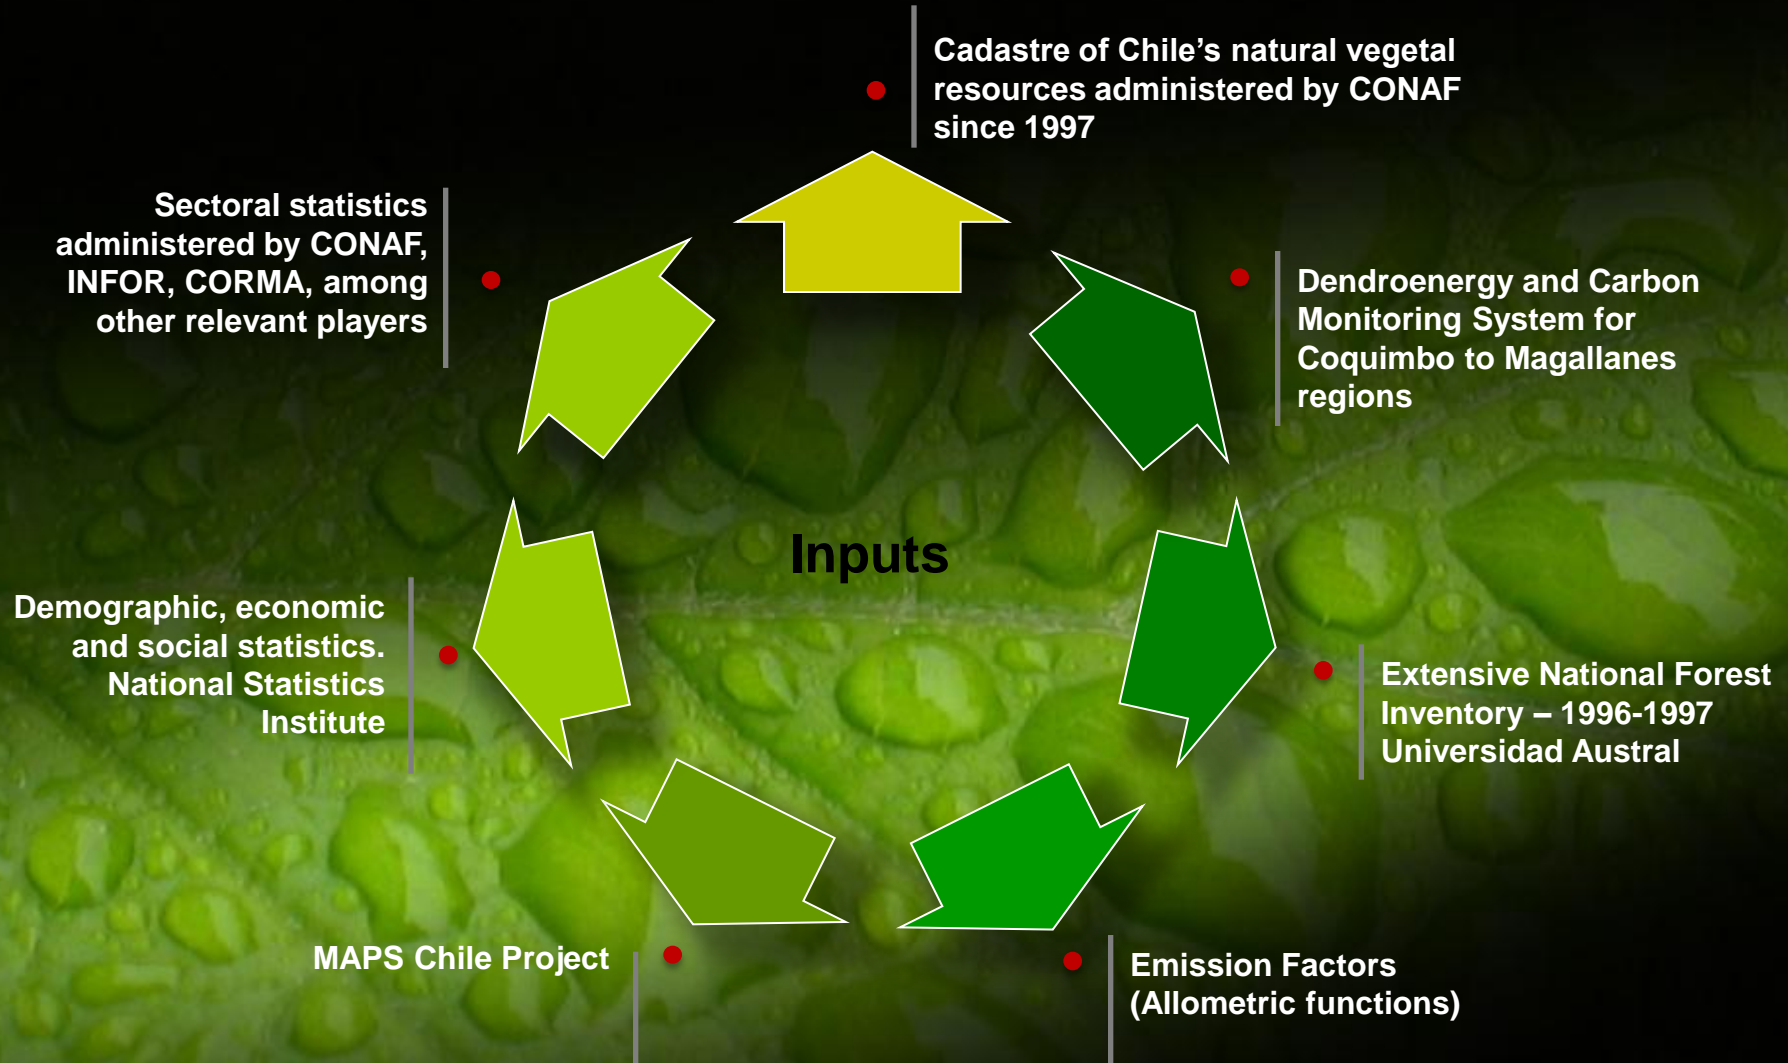 Cadastre of Chile’s natural vegetal
resources administered by CONAF
since 1997
Dendroenergy and Carbon
Monitoring System for
Coquimbo to Magallanes
regions
Extensive National Forest
Inventory – 1996-1997
Universidad Austral
Emission Factors
(Allometric functions)
MAPS Chile Project
Demographic, economic
and social statistics.
National Statistics
Institute
Sectoral statistics
administered by CONAF,
INFOR, CORMA, among
other relevant players
Inputs